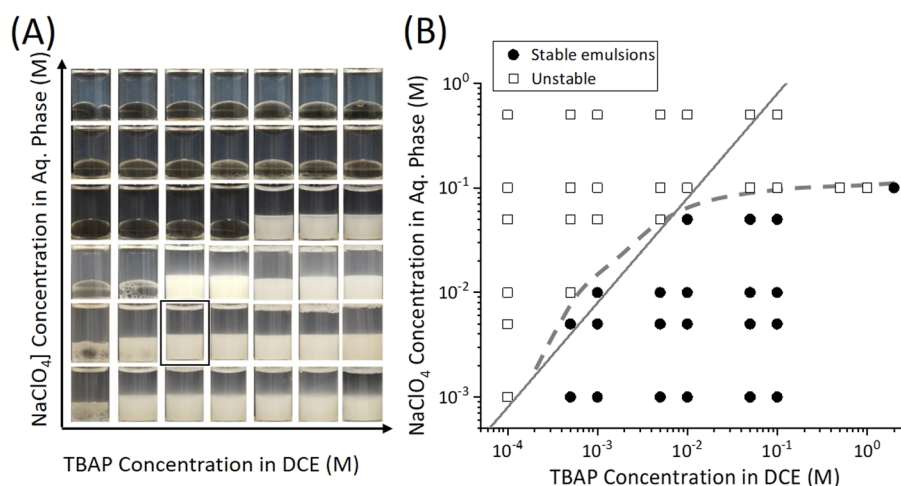 (A)
NaClO4] Concentration in Aq. Phase (M)
TBAP Concentration in DCE (M)
(B)
Stable emulsions
Unstable
NaClO4 Concentration in Aq. Phase (M)
10^0
10^-1
10^-2
10^-3
10^-4 10^-3 10^-2 10^-1 10^0
TBAP Concentration in DCE (M)